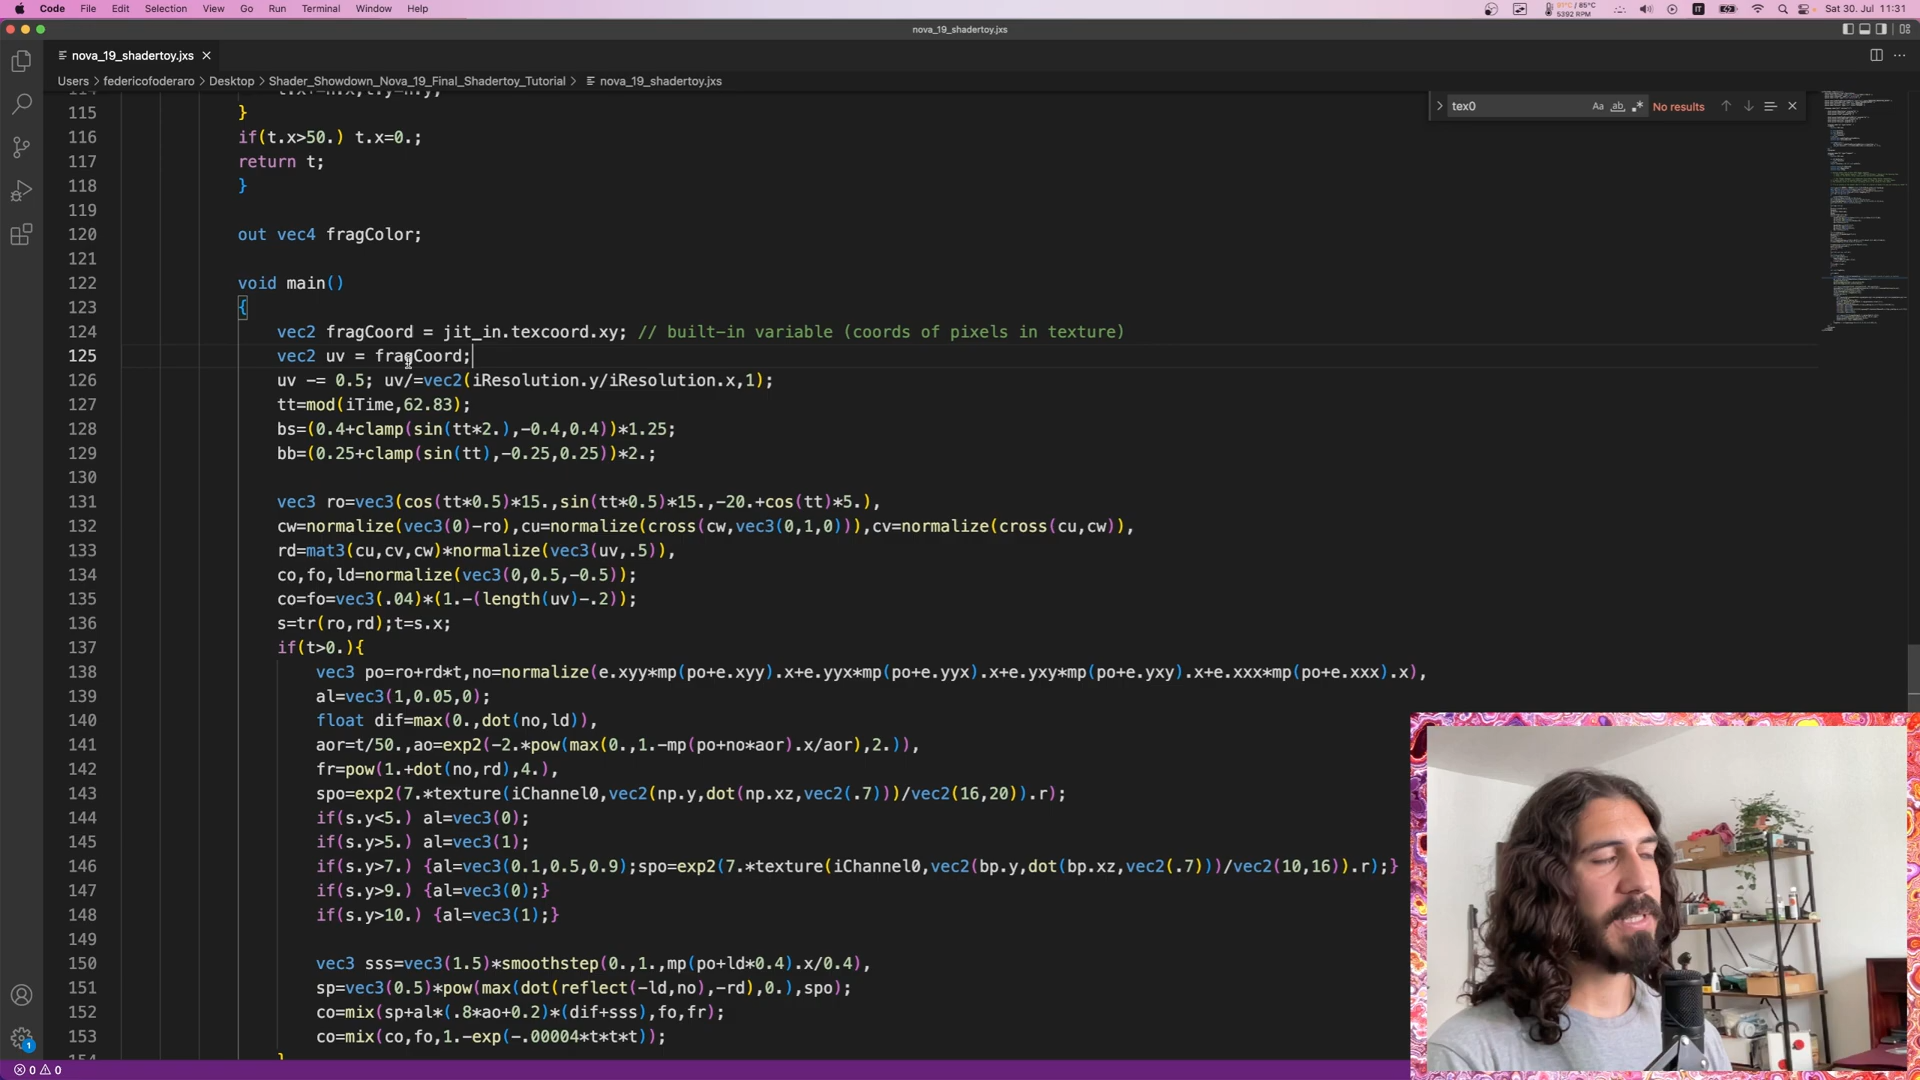 Code File Edit Selection View Go Run Terminal Window Help
91°C / 85°C
5392 RPM
IT
Sat 30. Jul 11:31
nova_19_shadertoy.jxs
nova_19_shadertoy.jxs
Users > federicofoderaro > Desktop > Shader_Showdown_Nova_19_Final_Shadertoy_Tutorial > nova_19_shadertoy.jxs
tex0 Aa ab No results
115 }
116 if(t.x>50.) t.x=0.;
117 return t;
118 }
119
120 out vec4 fragColor;
121
122 void main()
123 {
124 vec2 fragCoord = jit_in.texcoord.xy; // built-in variable (coords of pixels in texture)
125 vec2 uv = fragCoord;
126 uv -= 0.5; uv/=vec2(iResolution.y/iResolution.x,1);
127 tt=mod(iTime,62.83);
128 bs=(0.4+clamp(sin(tt*2.),-0.4,0.4))*1.25;
129 bb=(0.25+clamp(sin(tt),-0.25,0.25))*2.;
130
131 vec3 ro=vec3(cos(tt*0.5)*15.,sin(tt*0.5)*15.,-20.+cos(tt)*5.),
132 cw=normalize(vec3(0)-ro),cu=normalize(cross(cw,vec3(0,1,0))),cv=normalize(cross(cu,cw)),
133 rd=mat3(cu,cv,cw)*normalize(vec3(uv,.5)),
134 co,fo,ld=normalize(vec3(0,0.5,-0.5));
135 co=fo=vec3(.04)*(1.-(length(uv)-.2));
136 s=tr(ro,rd);t=s.x;
137 if(t>0.){
138 vec3 po=ro+rd*t,no=normalize(e.xyy*mp(po+e.xyy).x+e.yyx*mp(po+e.yyx).x+e.yxy*mp(po+e.yxy).x+e.xxx*mp(po+e.xxx).x),
139 al=vec3(1,0.05,0);
140 float dif=max(0.,dot(no,ld)),
141 aor=t/50.,ao=exp2(-2.*pow(max(0.,1.-mp(po+no*aor).x/aor),2.)),
142 fr=pow(1.+dot(no,rd),4.),
143 spo=exp2(7.*texture(iChannel0,vec2(np.y,dot(np.xz,vec2(.7)))/vec2(16,20)).r);
144 if(s.y<5.) al=vec3(0);
145 if(s.y>5.) al=vec3(1);
146 if(s.y>7.) {al=vec3(0.1,0.5,0.9);spo=exp2(7.*texture(iChannel0,vec2(bp.y,dot(bp.xz,vec2(.7)))/vec2(10,16)).r);}
147 if(s.y>9.) {al=vec3(0);}
148 if(s.y>10.) {al=vec3(1);}
149
150 vec3 sss=vec3(1.5)*smoothstep(0.,1.,mp(po+ld*0.4).x/0.4),
151 sp=vec3(0.5)*pow(max(dot(reflect(-ld,no),-rd),0.),spo);
152 co=mix(sp+al*(.8*ao+0.2)*(dif+sss),fo,fr);
153 co=mix(co,fo,1.-exp(-.00004*t*t*t));
1
0 0